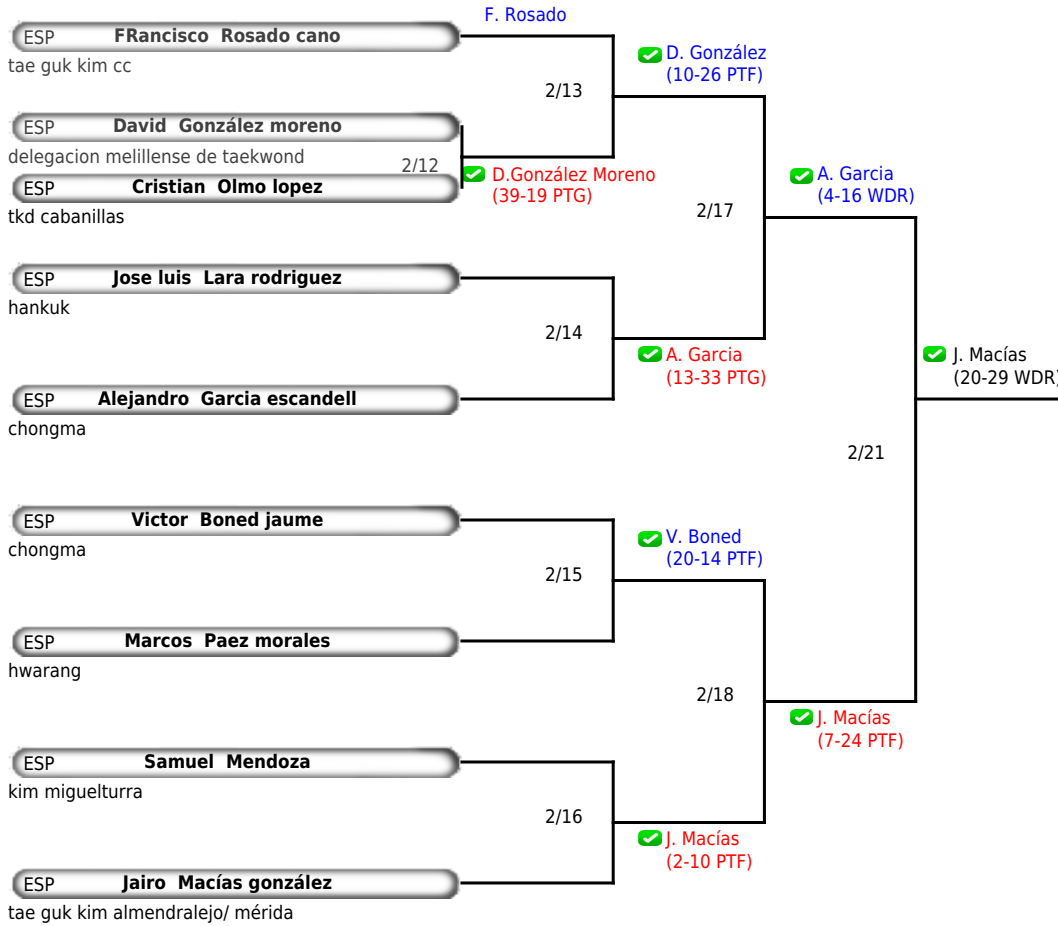 F. Rosado
ESP FRancisco Rosado cano
tae guk kim cc
D. González
(10-26 PTF)
2/13
ESP David González moreno
delegacion melillense de taekwond
2/12
D.González Moreno
(39-19 PTG)
ESP Cristian Olmo lopez
tkd cabanillas
A. Garcia
(4-16 WDR)
2/17
ESP Jose luis Lara rodriguez
hankuk
2/14
A. Garcia
(13-33 PTG)
J. Macías
(20-29 WDR)
ESP Alejandro Garcia escandell
chongma
2/21
ESP Victor Boned jaume
chongma
V. Boned
(20-14 PTF)
2/15
ESP Marcos Paez morales
hwarang
2/18
J. Macías
(7-24 PTF)
ESP Samuel Mendoza
kim miguelturra
2/16
J. Macías
(2-10 PTF)
ESP Jairo Macías gonzález
tae guk kim almendralejo/ mérida